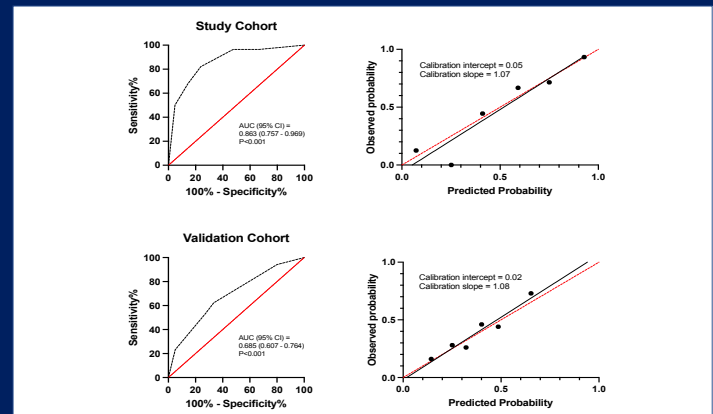 Study Cohort
Sensitivity%
100
80
60
40
20
0
0 20 40 60 80 100
100% - Specificity%
AUC (95% CI) =
0.863 (0.757 - 0.969)
P<0.001
Observed probability
1.0
0.5
0.0
0.0 0.5 1.0
Predicted Probability
Calibration intercept = 0.05
Calibration slope = 1.07
Validation Cohort
Sensitivity%
100
80
60
40
20
0
0 20 40 60 80 100
100% - Specificity%
AUC (95% CI) =
0.685 (0.607 - 0.764)
P<0.001
Observed probability
1.0
0.5
0.0
0.0 0.5 1.0
Predicted Probability
Calibration intercept = 0.02
Calibration slope = 1.08